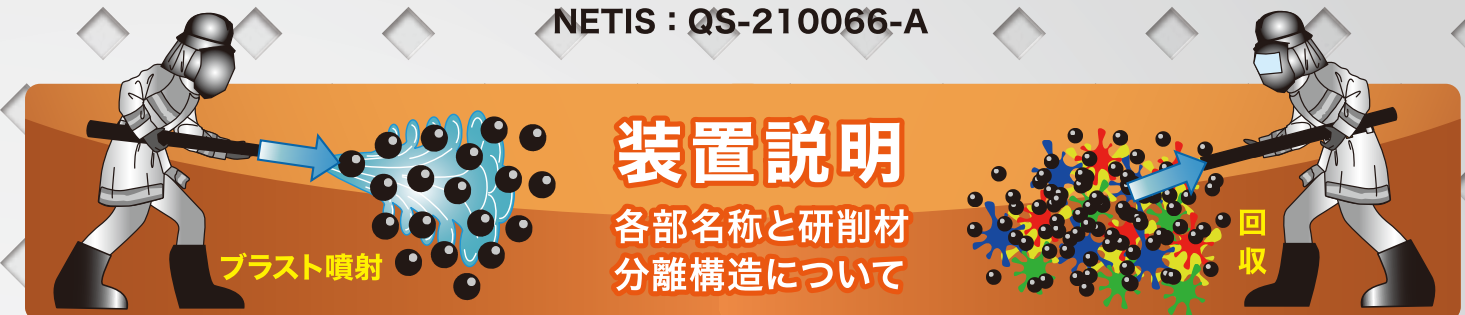 NETIS：QS-210066-A
装置説明
各部名称と研削材
分離構造について
ブラスト噴射
回収